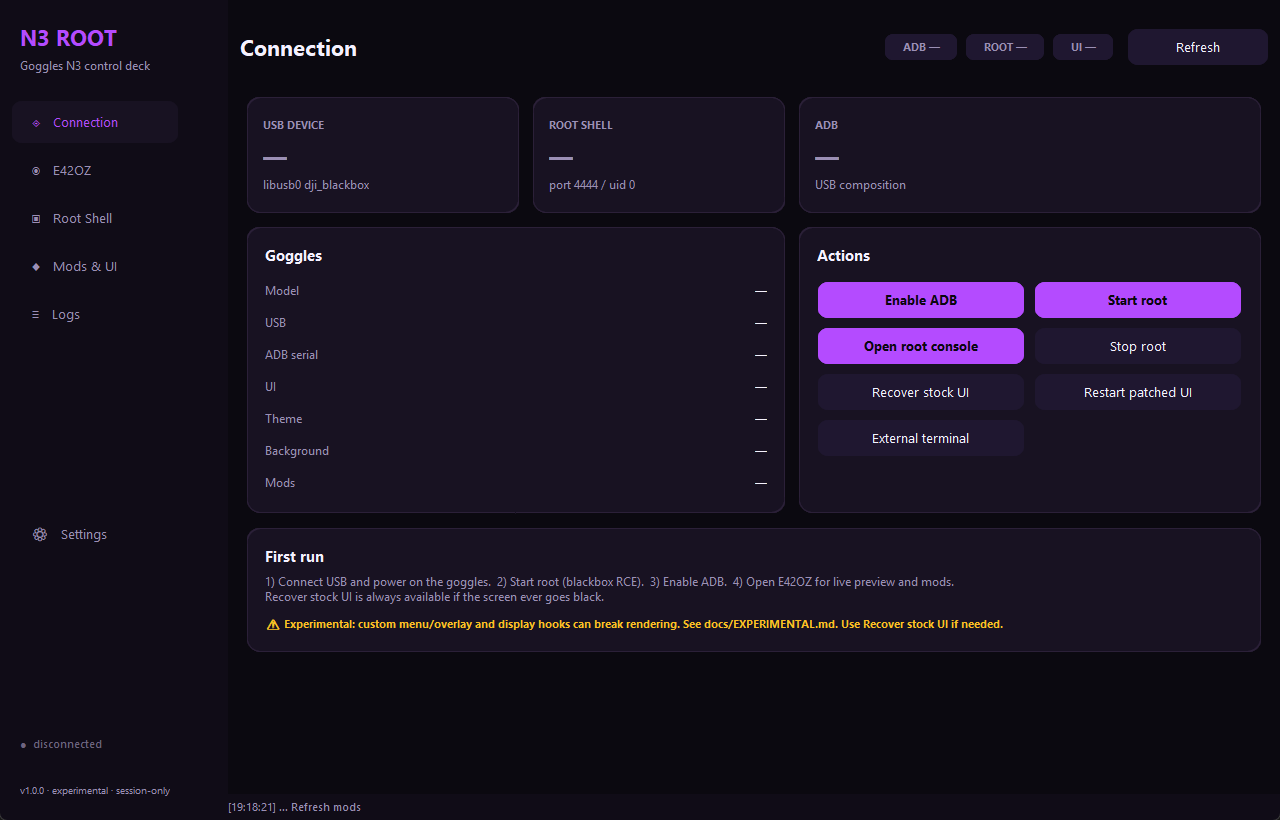 N3 ROOT
Goggles N3 control deck
Connection
E42OZ
Root Shell
Mods & UI
Logs
Settings
disconnected
v1.0.0 · experimental · session-only
Connection
ADB —
ROOT —
UI —
Refresh
USB DEVICE
—
libusb0 dji_blackbox
ROOT SHELL
—
port 4444 / uid 0
ADB
—
USB composition
Goggles
Model —
USB —
ADB serial —
UI —
Theme —
Background —
Mods —
Actions
Enable ADB
Start root
Open root console
Stop root
Recover stock UI
Restart patched UI
External terminal
First run
1) Connect USB and power on the goggles. 2) Start root (blackbox RCE). 3) Enable ADB. 4) Open E42OZ for live preview and mods.
Recover stock UI is always available if the screen ever goes black.
⚠ Experimental: custom menu/overlay and display hooks can break rendering. See docs/EXPERIMENTAL.md. Use Recover stock UI if needed.
[19:18:21] ... Refresh mods